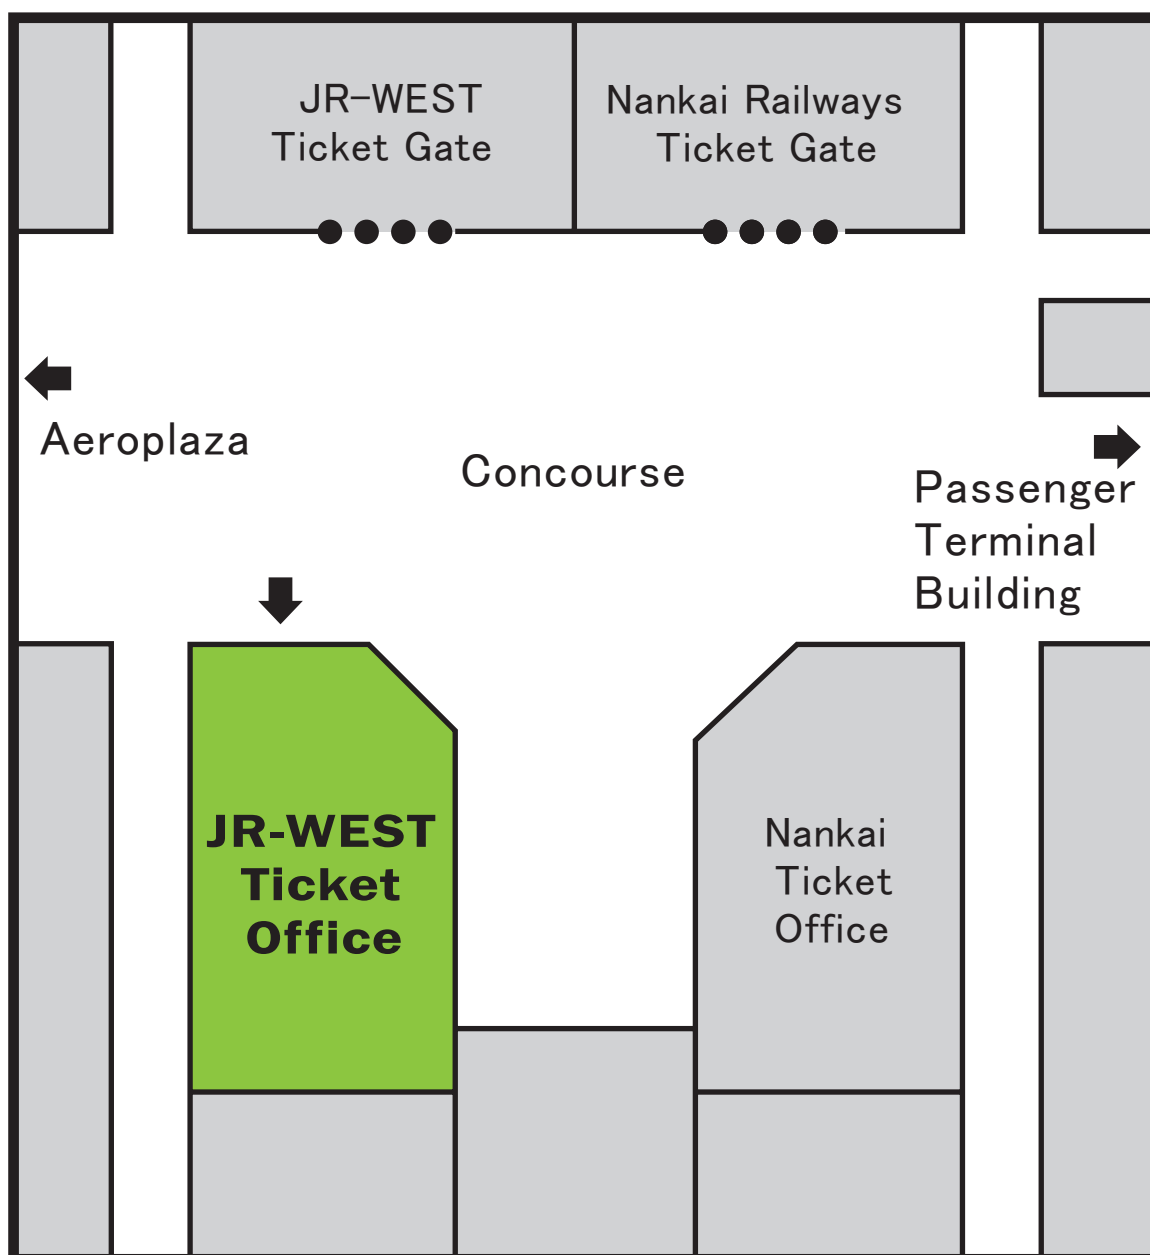 JR-WEST
Ticket Gate
Nankai Railways
Ticket Gate
Aeroplaza
Concourse
Passenger
Terminal
Building
JR-WEST
Ticket
Office
Nankai
Ticket
Office